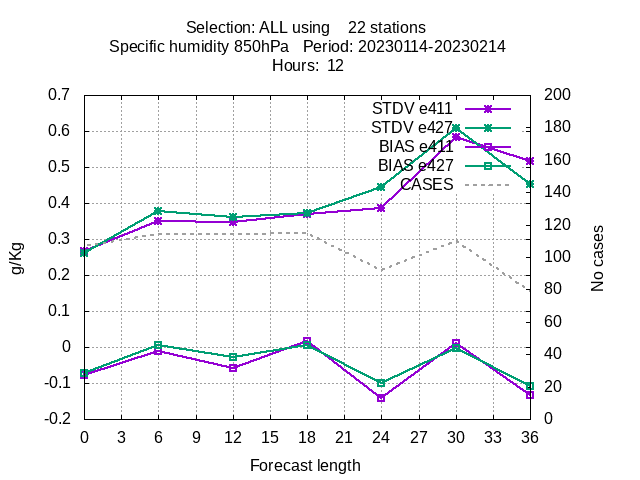 Selection: ALL using    22 stations
Specific humidity 850hPa   Period: 20230114-20230214
Hours: 12
STDV e411
STDV e427
BIAS e411
BIAS e427
CASES
0.7
0.6
0.5
0.4
0.3
0.2
0.1
0
-0.1
-0.2
g/Kg
200
180
160
140
120
100
80
60
40
20
0
No cases
0 3 6 9 12 15 18 21 24 27 30 33 36
Forecast length